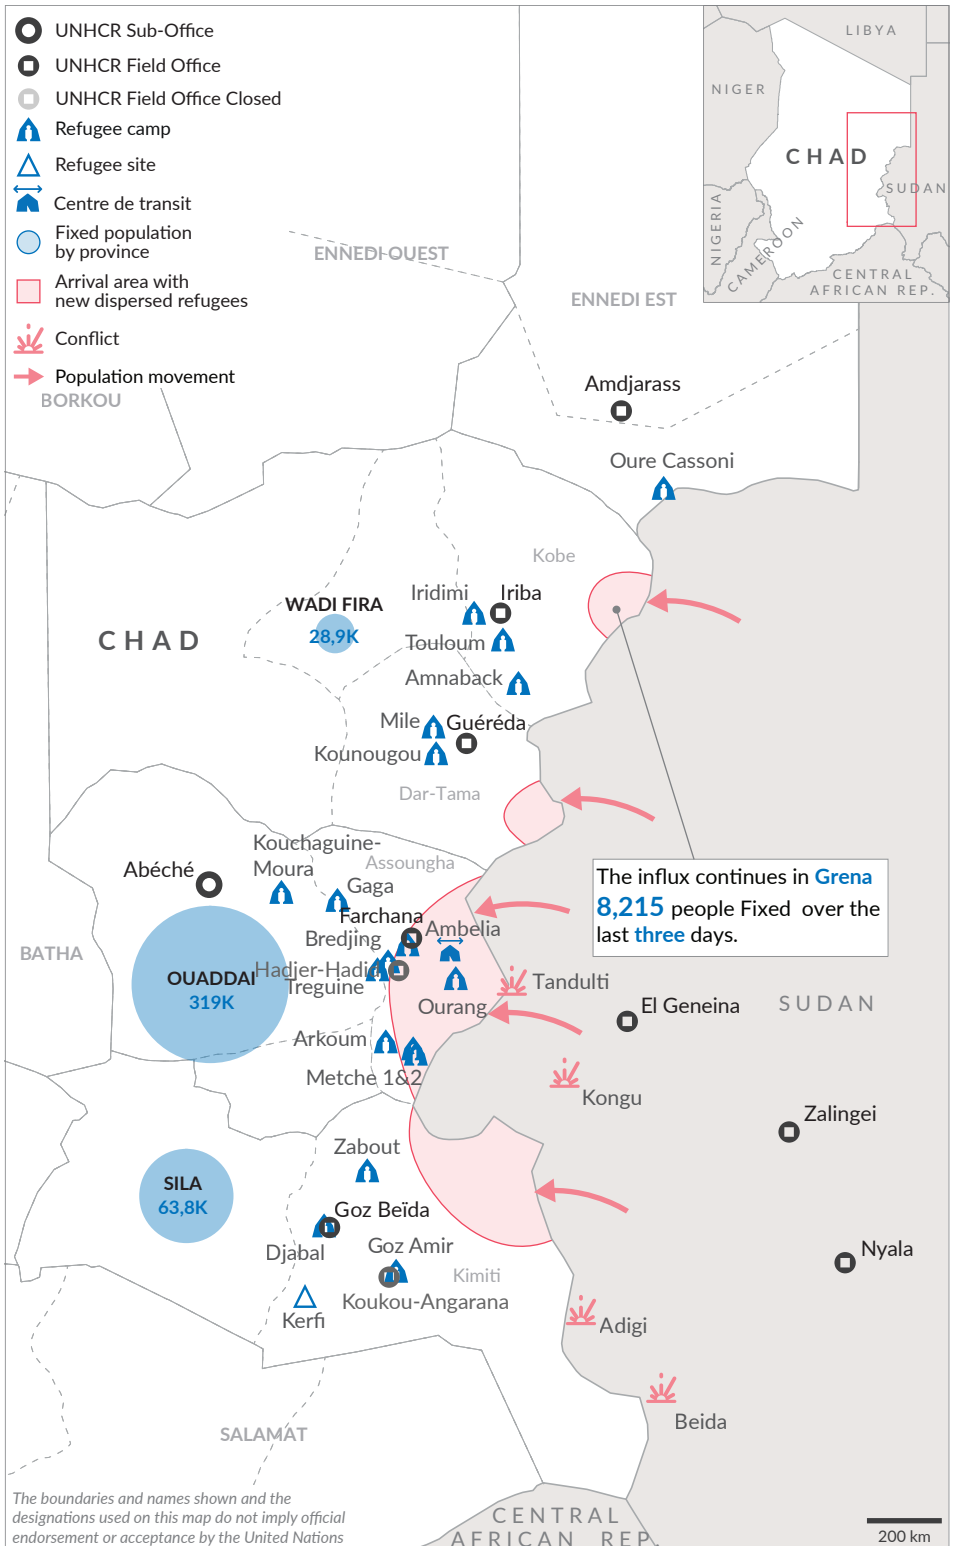 UNHCR Sub-Office
UNHCR Field Office
UNHCR Field Office Closed
Refugee camp
Refugee site
Centre de transit
Fixed population
by province
Arrival area with
new dispersed refugees
Conflict
Population movement
LIBYA
NIGER
CHAD
SUDAN
NIGERIA
CAMEROON
CENTRAL
AFRICAN REP.
ENNEDI-OUEST
ENNEDI EST
BORKOU
Amdjarass
Oure Cassoni
Kobe
Iridimi
Iriba
WADI FIRA
28,9K
CHAD
Touloum
Amnaback
Mile
Guéréda
Kounougou
Dar-Tama
Kouchaguine-
Moura
Assoungha
Abéché
Gaga
The influx continues in Grena
8,215 people Fixed over the
last three days.
Farchana
Ambelia
Bredjing
BATHA
OUADDAI
319K
Hadjer-Hadid
Treguine
Tandulti
Ourang
El Geneina
SUDAN
Arkoum
Metche 1&2
Kongu
Zalingei
Zabout
SILA
63,8K
Goz Beïda
Djabal
Goz Amir
Nyala
Kimiti
Koukou-Angarana
Kerfi
Adigi
Beida
SALAMAT
The boundaries and names shown and the
designations used on this map do not imply official
endorsement or acceptance by the United Nations
CENTRAL
AFRICAN REP.
200 km